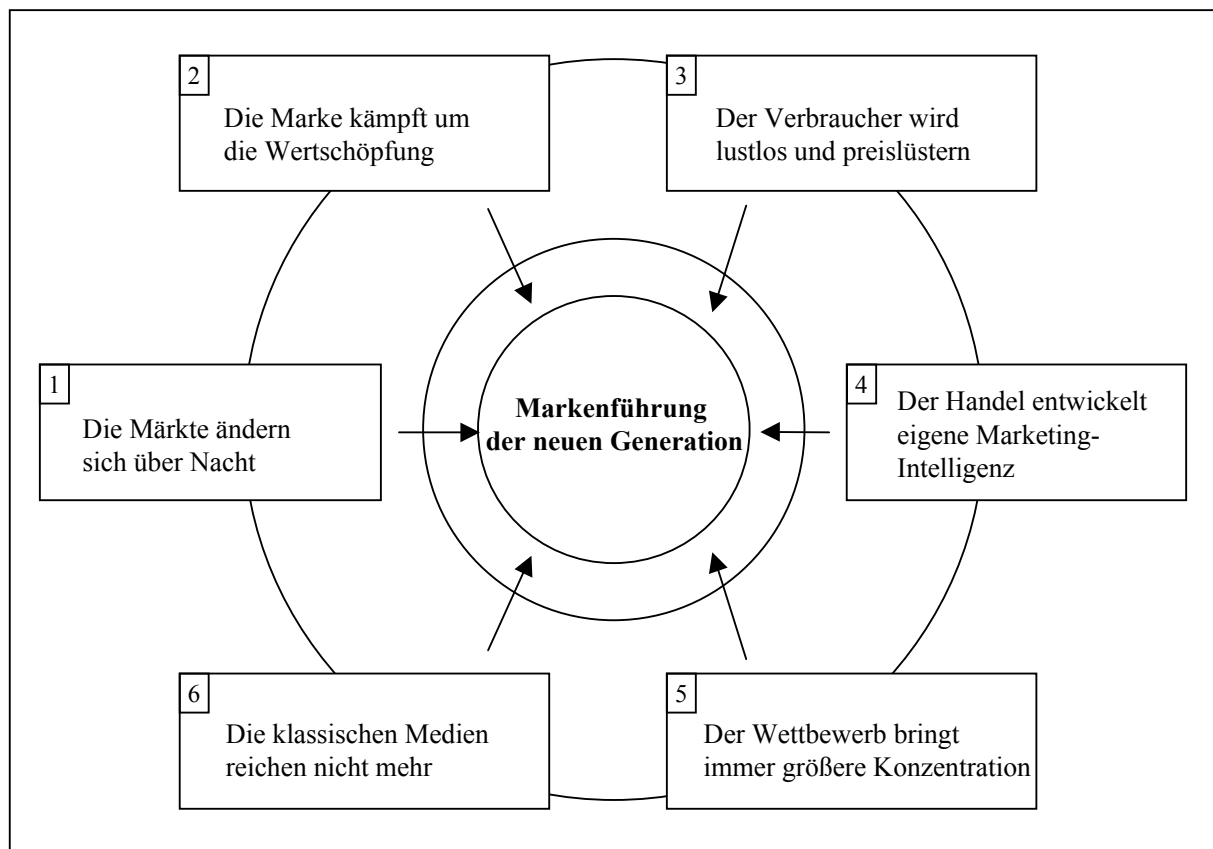 2
Die Marke kämpft um
die Wertschöpfung
3
Der Verbraucher wird
lustlos und preislüstern
1
Die Märkte ändern
sich über Nacht
Markenführung
der neuen Generation
4
Der Handel entwickelt
eigene Marketing-
Intelligenz
6
Die klassischen Medien
reichen nicht mehr
5
Der Wettbewerb bringt
immer größere Konzentration